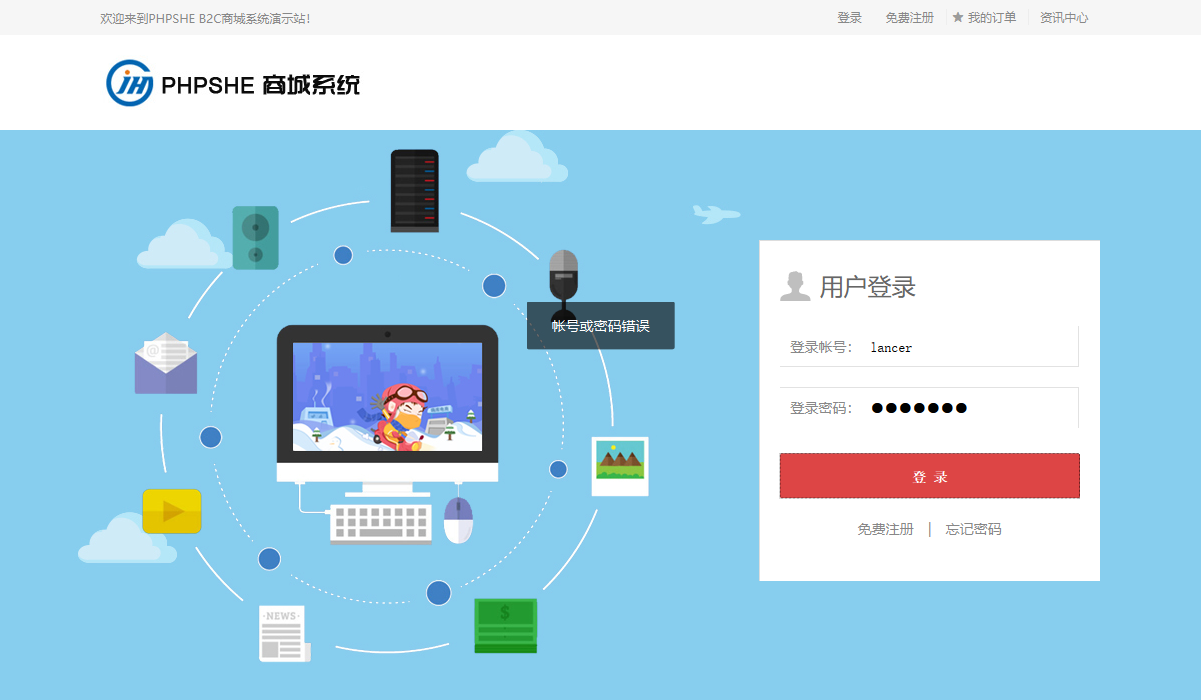 欢迎来到PHPSHE B2C商城系统演示站!
登录 免费注册 ★ 我的订单 资讯中心
PHPSHE 商城系统
用户登录
帐号或密码错误
登录帐号: lancer
登录密码: ●●●●●●●
登 录
免费注册 | 忘记密码
·NEWS·
$
@